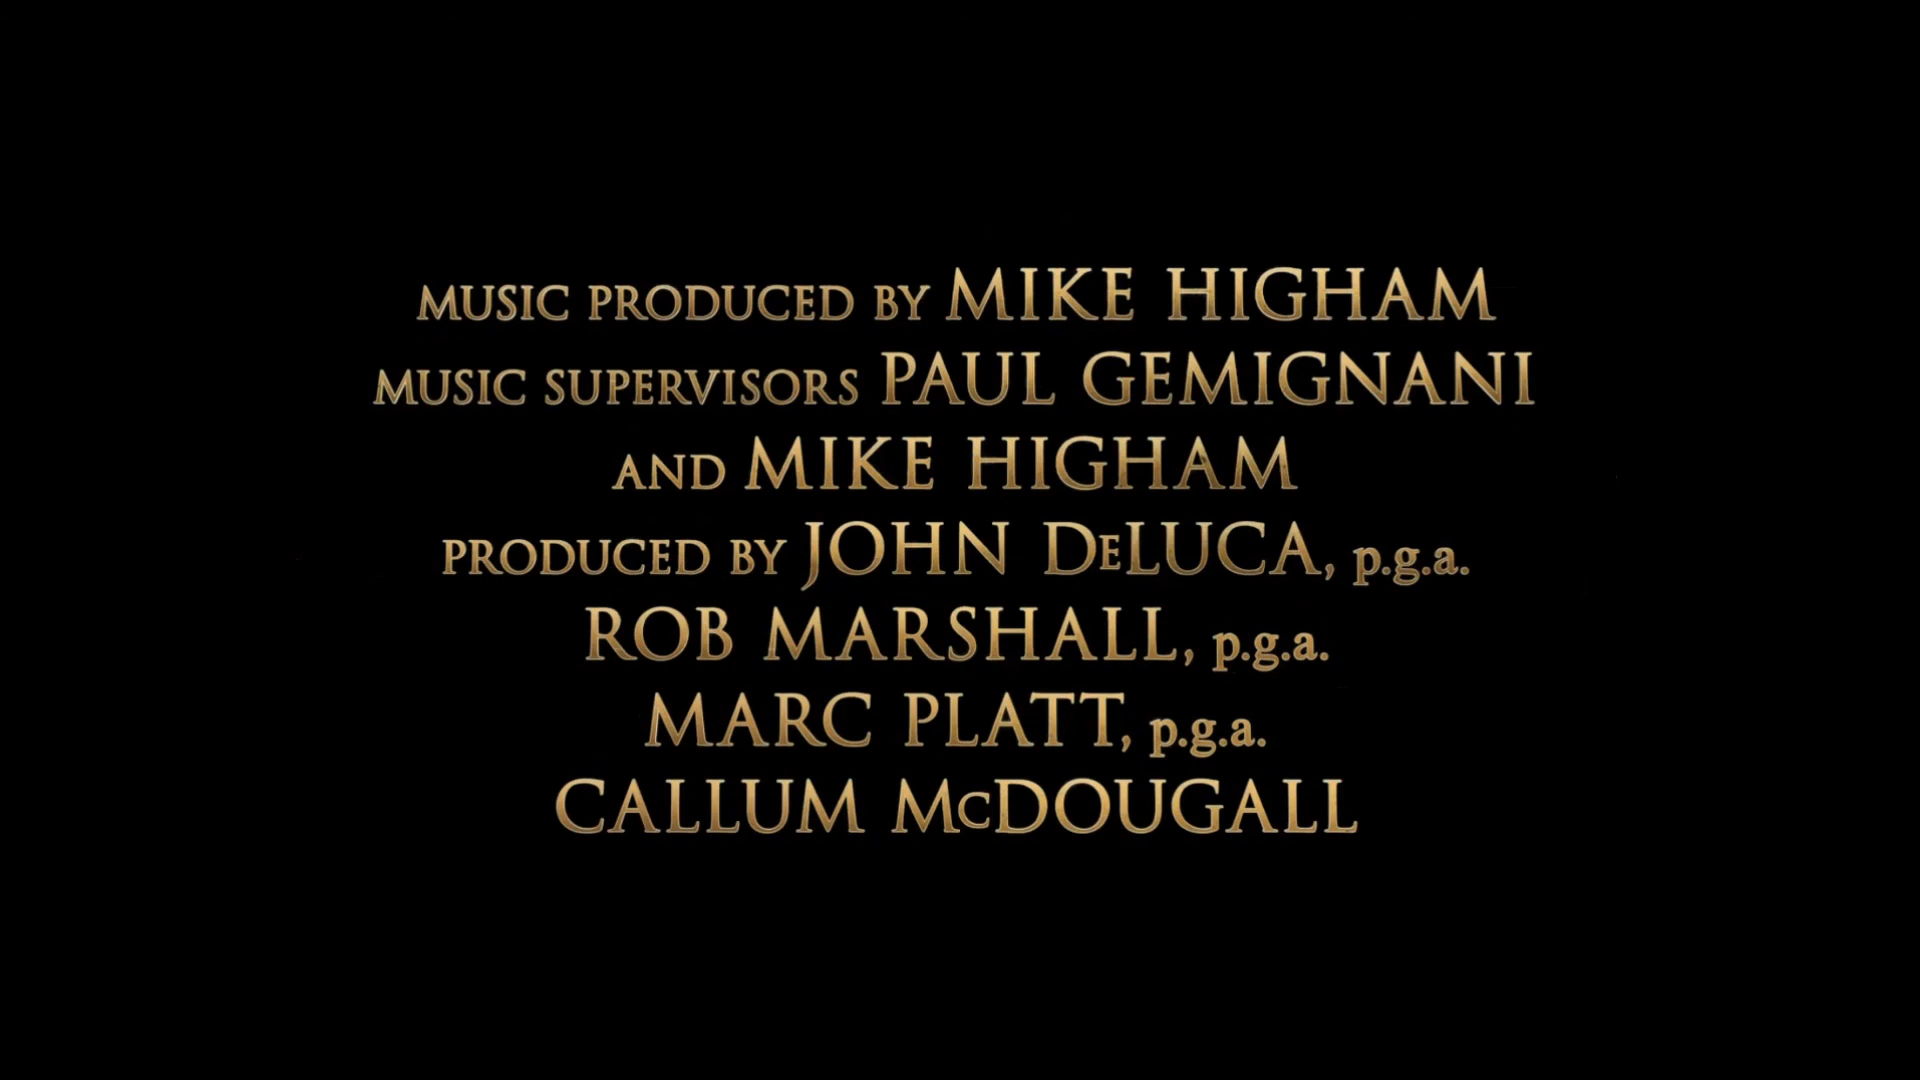 MUSIC PRODUCED BY MIKE HIGHAM
MUSIC SUPERVISORS PAUL GEMIGNANI
AND MIKE HIGHAM
PRODUCED BY JOHN DeLUCA, p.g.a.
ROB MARSHALL, p.g.a.
MARC PLATT, p.g.a.
CALLUM McDOUGALL